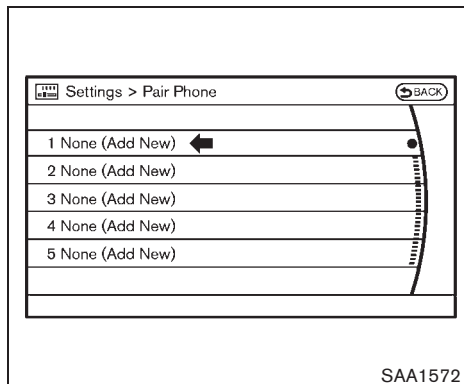 Settings > Pair Phone
BACK
1 None (Add New)
2 None (Add New)
3 None (Add New)
4 None (Add New)
5 None (Add New)
SAA1572